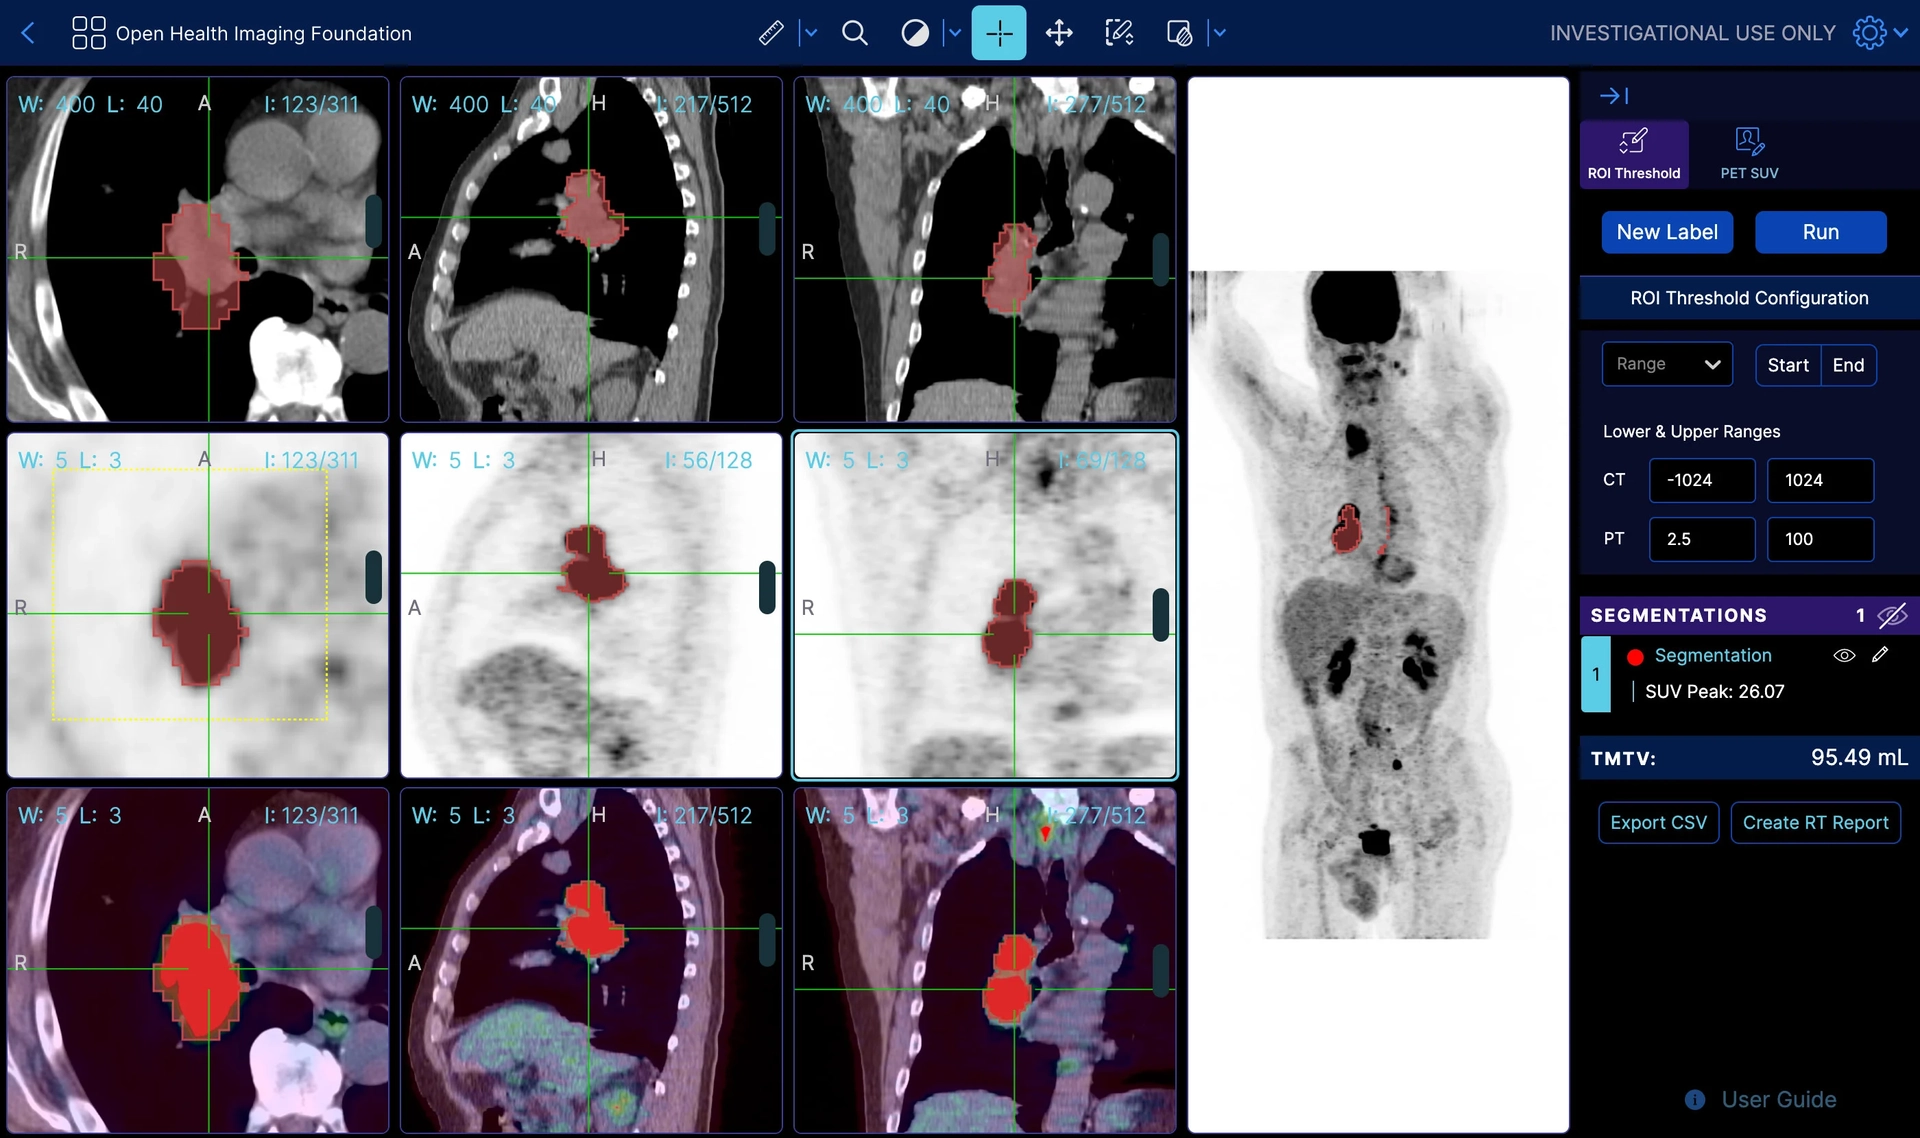 Open Health Imaging Foundation
INVESTIGATIONAL USE ONLY
W: 400 L: 40 A I: 123/311
R
W: 400 L: 40 H I: 217/512
A
W: 400 L: 40 H I: 277/512
R
W: 5 L: 3 A I: 123/311
R
W: 5 L: 3 H I: 56/128
A
W: 5 L: 3 H I: 69/128
R
W: 5 L: 3 A I: 123/311
R
W: 5 L: 3 H I: 217/512
A
W: 5 L: 3 H I: 277/512
R
ROI Threshold PET SUV
New Label Run
ROI Threshold Configuration
Range Start End
Lower & Upper Ranges
CT -1024 1024
PT 2.5 100
SEGMENTATIONS 1
1 Segmentation
SUV Peak: 26.07
TMTV: 95.49 mL
Export CSV Create RT Report
User Guide